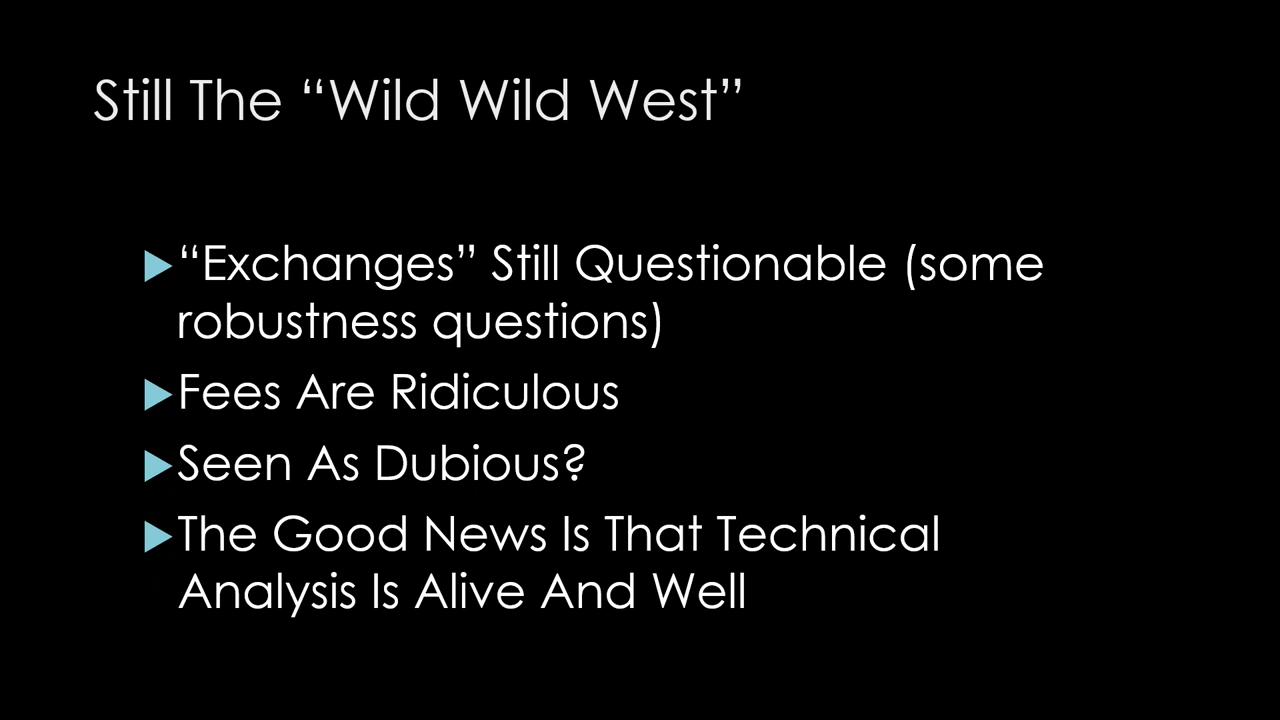 Still The “Wild Wild West”
“Exchanges” Still Questionable (some
robustness questions)
Fees Are Ridiculous
Seen As Dubious?
The Good News Is That Technical
Analysis Is Alive And Well